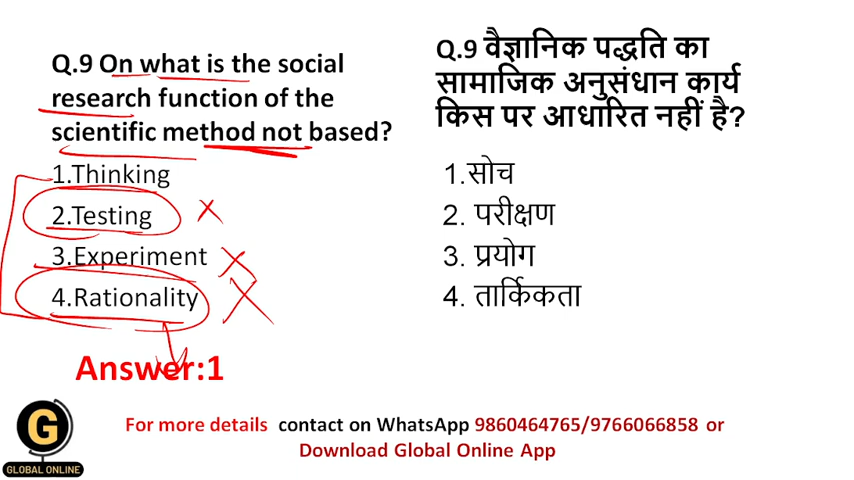 Q.9 On what is the social
research function of the
scientific method not based?
1.Thinking
2.Testing
3.Experiment
4.Rationality
Answer:1
Q.9 वैज्ञानिक पद्धति का
सामाजिक अनुसंधान कार्य
किस पर आधारित नहीं है?
1.सोच
2. परीक्षण
3. प्रयोग
4. तार्किकता
G
GLOBAL ONLINE
For more details contact on WhatsApp 9860464765/9766066858 or
Download Global Online App